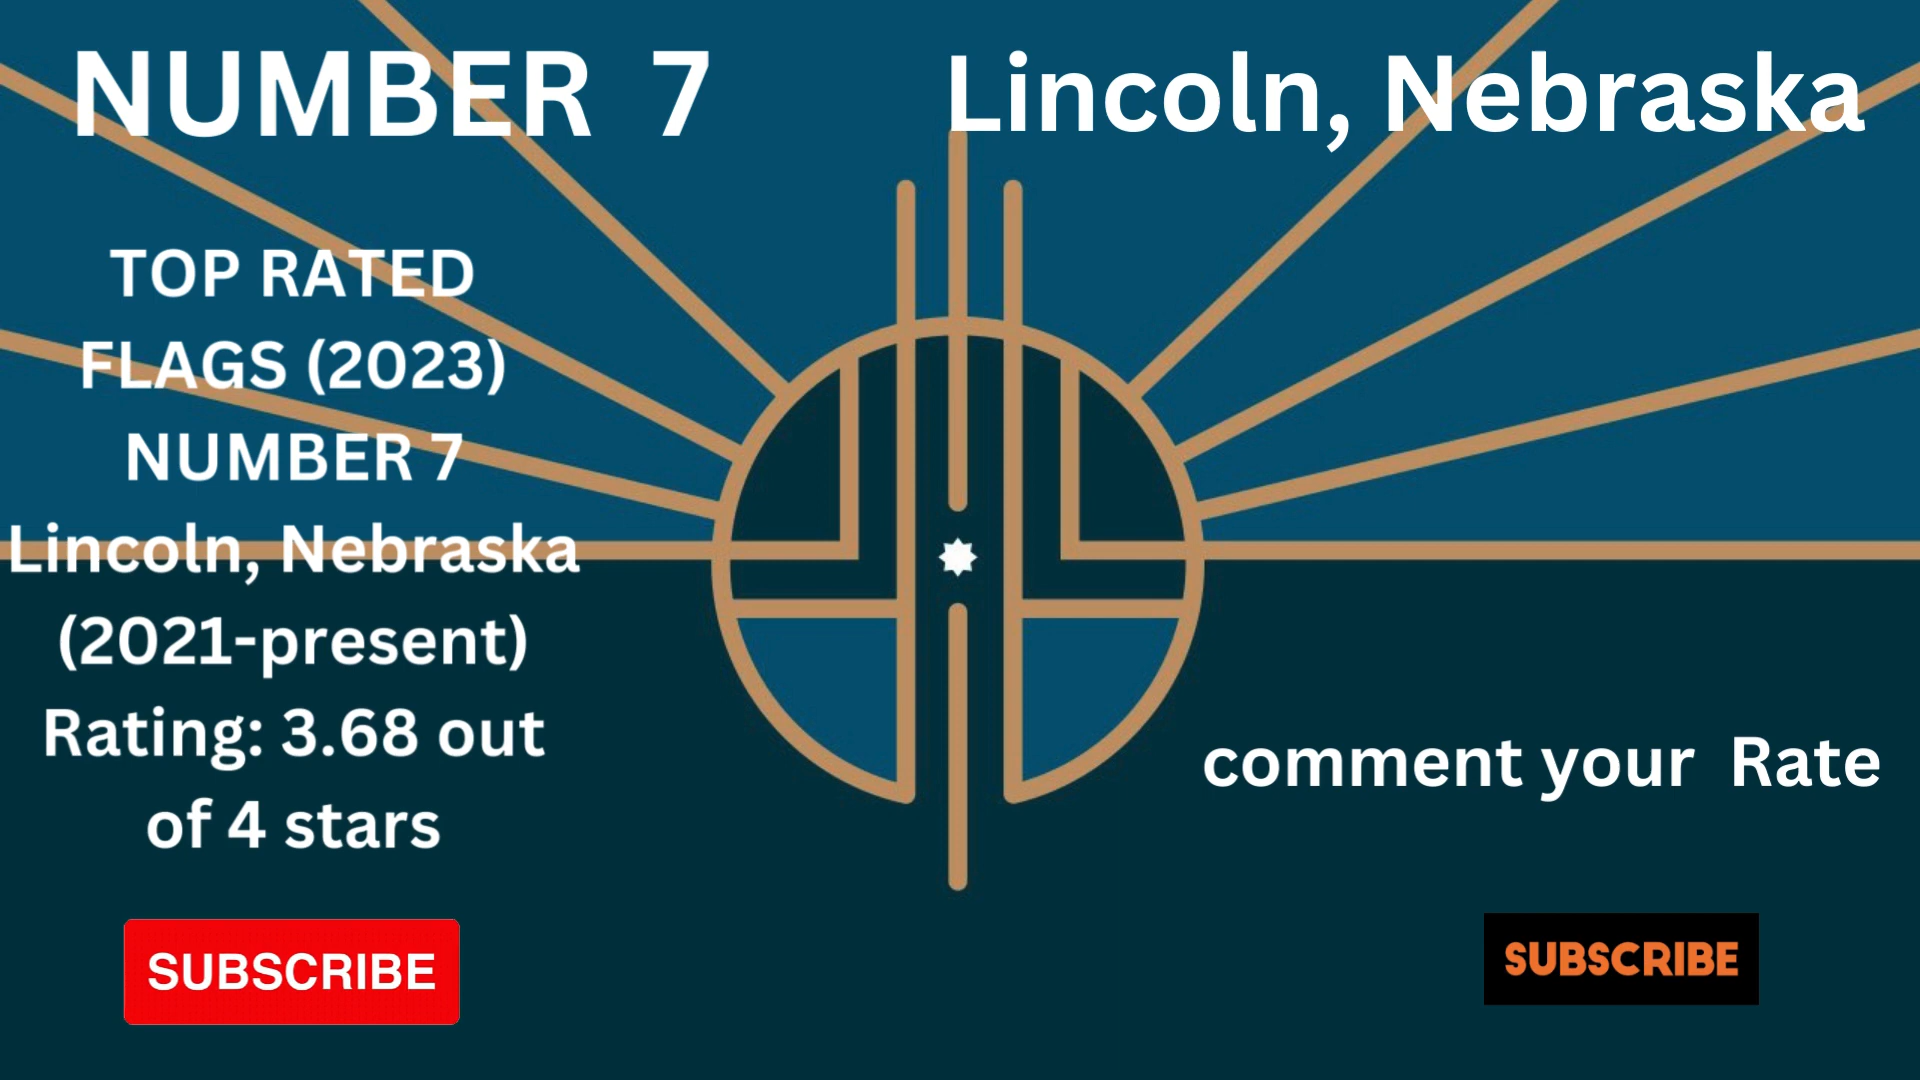 NUMBER 7
Lincoln, Nebraska
TOP RATED
FLAGS (2023)
NUMBER 7
Lincoln, Nebraska
(2021-present)
Rating: 3.68 out
of 4 stars
comment your Rate
SUBSCRIBE
SUBSCRIBE